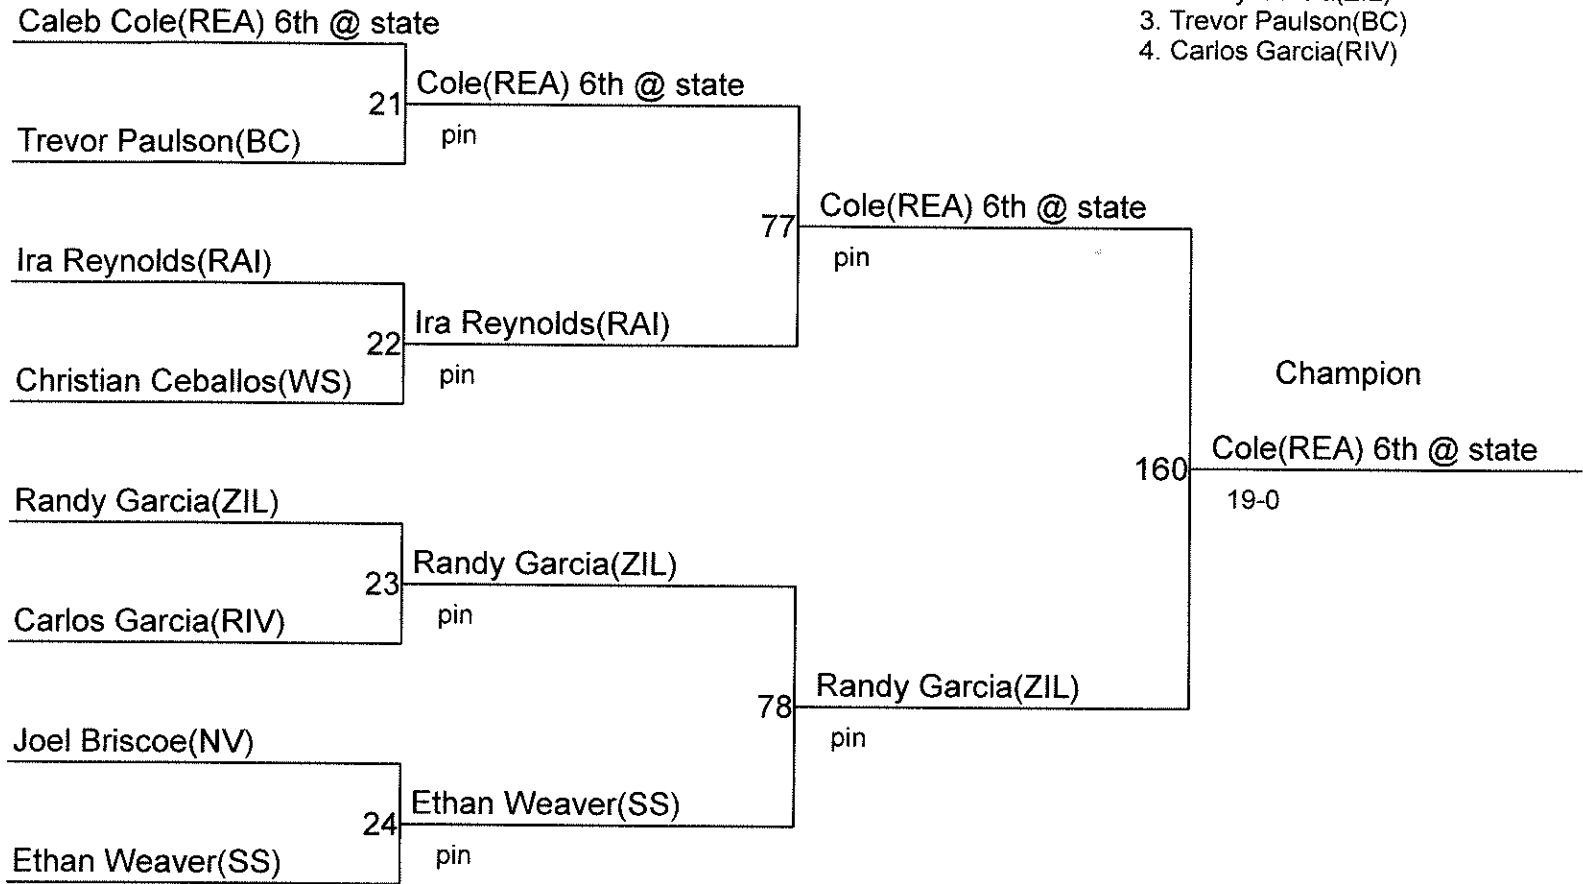 3. Trevor Paulson(BC)
4. Carlos Garcia(RIV)
Caleb Cole(REA) 6th @ state
21
Cole(REA) 6th @ state
pin
Trevor Paulson(BC)
77
Cole(REA) 6th @ state
pin
Ira Reynolds(RAI)
22
Ira Reynolds(RAI)
pin
Christian Ceballos(WS)
Champion
160
Cole(REA) 6th @ state
19-0
Randy Garcia(ZIL)
23
Randy Garcia(ZIL)
pin
Carlos Garcia(RIV)
78
Randy Garcia(ZIL)
pin
Joel Briscoe(NV)
24
Ethan Weaver(SS)
pin
Ethan Weaver(SS)